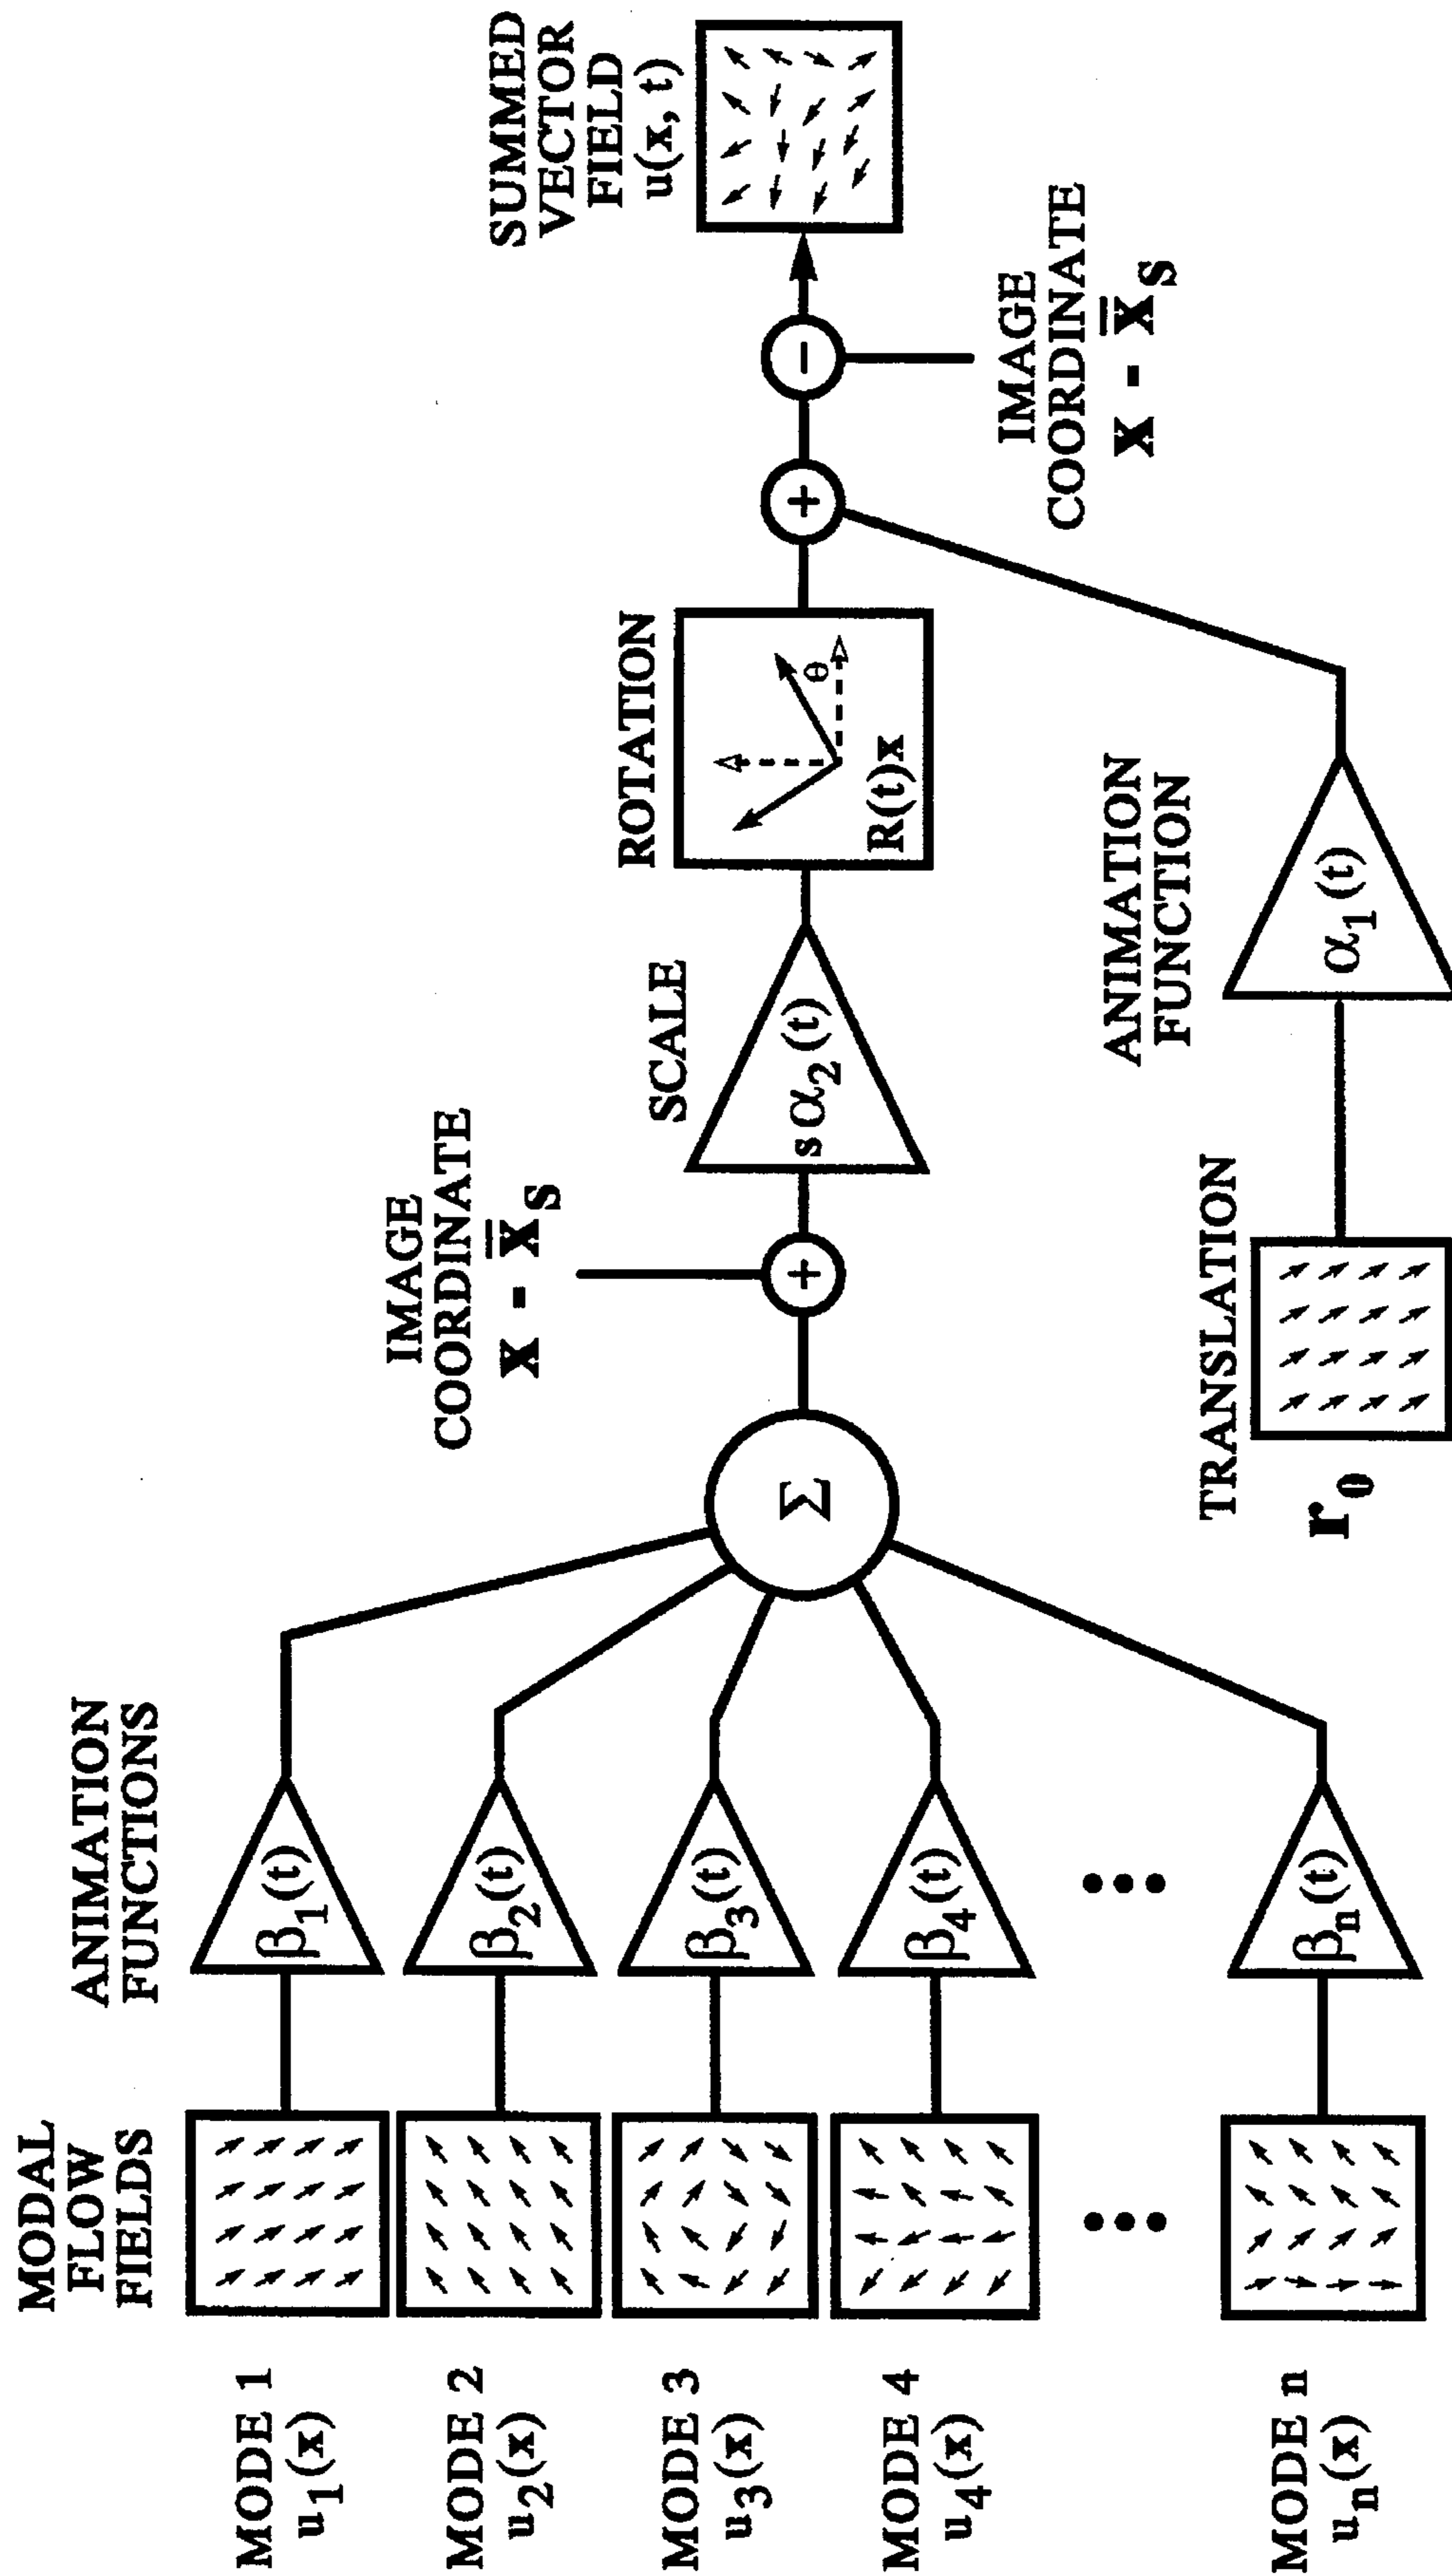 MODAL
FLOW
FIELDS
ANIMATION
FUNCTIONS
MODE 1
u1(x)
β1(t)
MODE 2
u2(x)
β2(t)
MODE 3
u3(x)
β3(t)
MODE 4
u4(x)
β4(t)
MODE n
un(x)
βn(t)
Σ
IMAGE
COORDINATE
X - X̅S
+
SCALE
sα2(t)
ROTATION
θ
R(t)x
+
-
SUMMED
VECTOR
FIELD
u(x, t)
IMAGE
COORDINATE
X - X̅S
TRANSLATION
r0
ANIMATION
FUNCTION
α1(t)